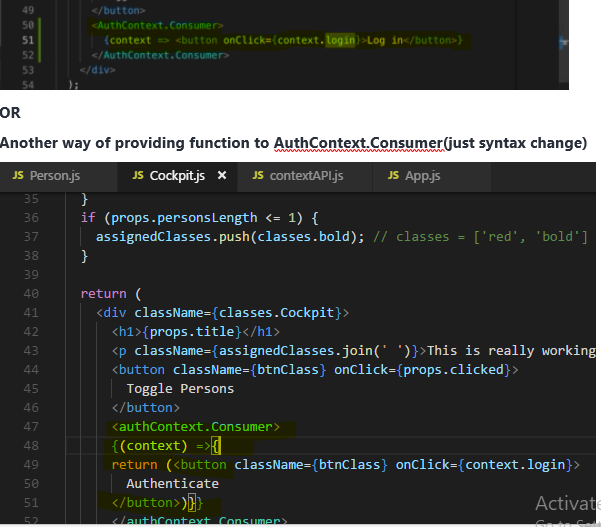 49 </button>
50 <AuthContext.Consumer>
51 {context => <button onClick={context.login}>Log in</button>}
52 </AuthContext.Consumer>
53 </div>
54 );
OR
Another way of providing function to AuthContext.Consumer(just syntax change)
JS Person.js JS Cockpit.js × JS contextAPI.js JS App.js
35 }
36 if (props.personsLength <= 1) {
37 assignedClasses.push(classes.bold); // classes = ['red', 'bold']
38 }
39
40 return (
41 <div className={classes.Cockpit}>
42 <h1>{props.title}</h1>
43 <p className={assignedClasses.join(' ')}>This is really working
44 <button className={btnClass} onClick={props.clicked}>
45 Toggle Persons
46 </button>
47 <authContext.Consumer>
48 {(context) =>{
49 return (<button className={btnClass} onClick={context.login}>
50 Authenticate
51 </button>)}}
52 </authContext.Consumer>
Activate